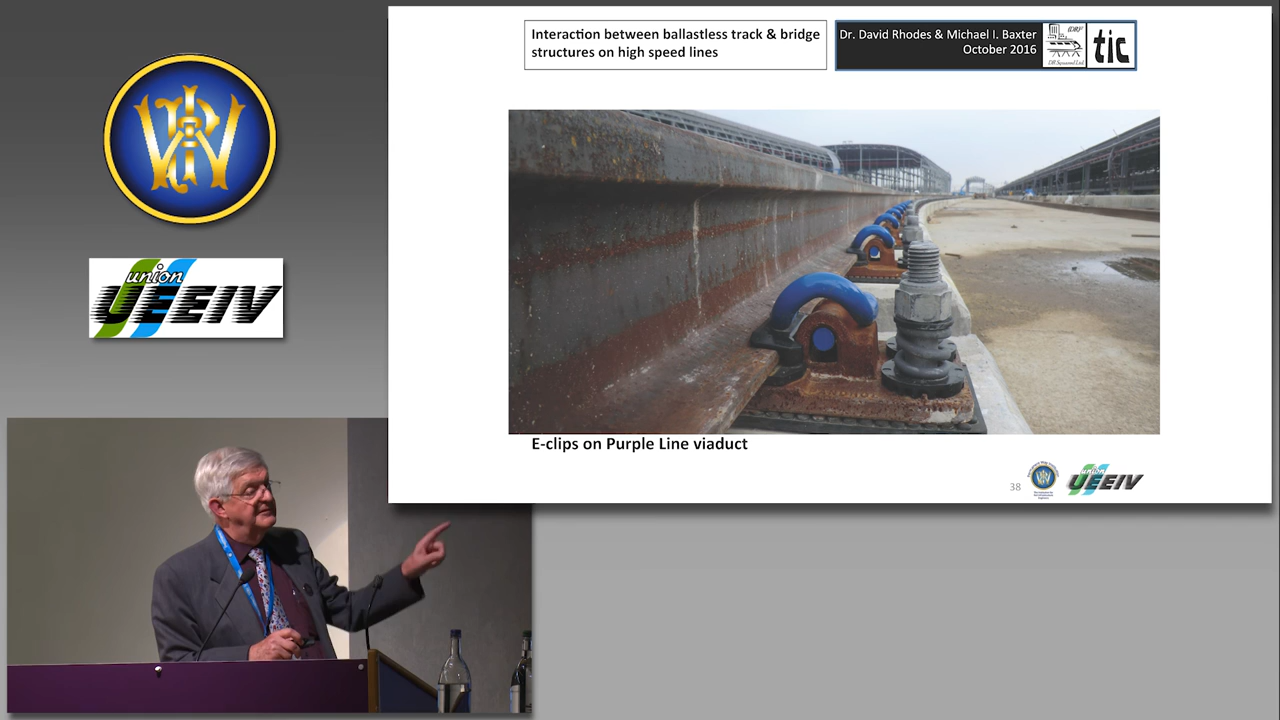 Interaction between ballastless track & bridge
structures on high speed lines
Dr. David Rhodes & Michael I. Baxter
October 2016
tic
union
UEEIV
E-clips on Purple Line viaduct
38
union
UEEIV